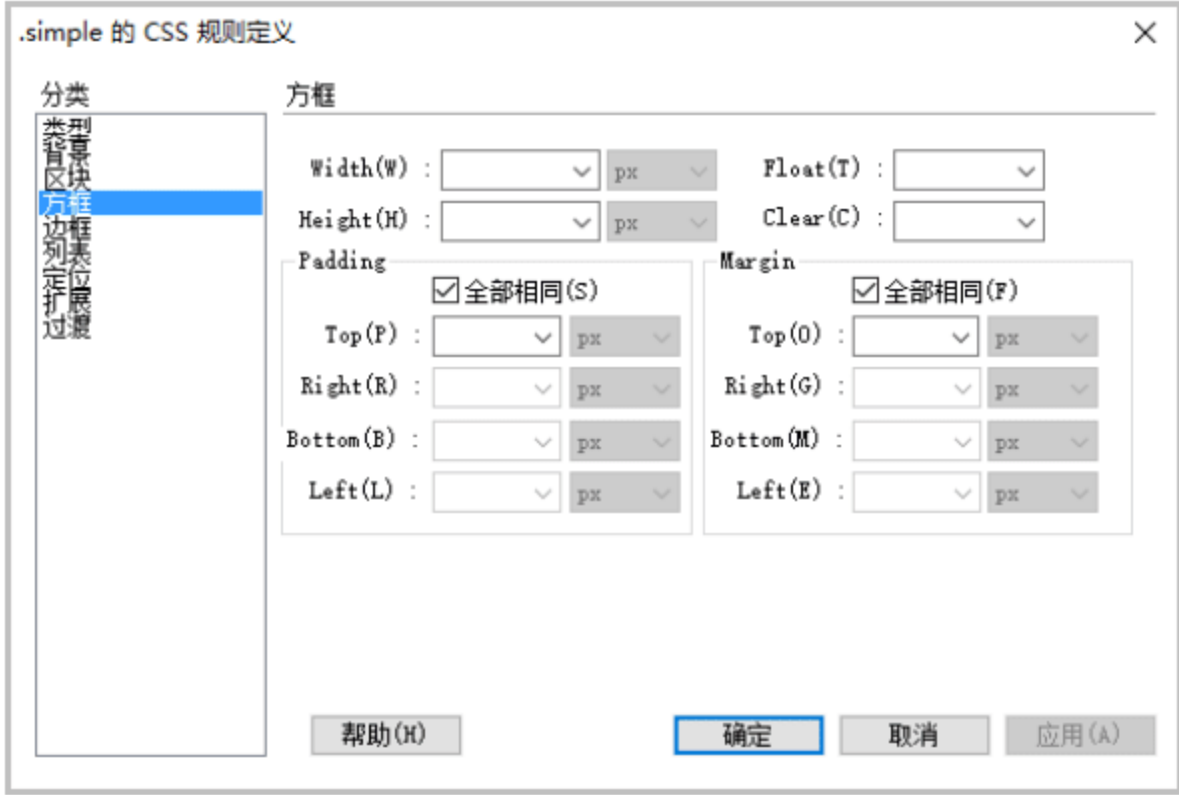 .simple 的 CSS 规则定义
分类
类型
背景
区块
方框
边框
列表
定位
扩展
过渡
方框
Width(W) : px Float(T) :
Height(H) : px Clear(C) :
Padding Margin
全部相同(S) 全部相同(F)
Top(P) : px Top(O) : px
Right(R) : px Right(G) : px
Bottom(B) : px Bottom(M) : px
Left(L) : px Left(E) : px
帮助(H) 确定 取消 应用(A)